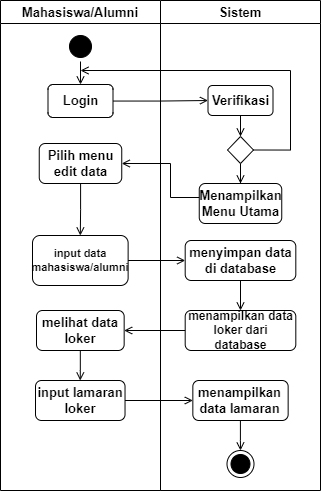 Mahasiswa/Alumni
Sistem
Login
Verifikasi
Pilih menu
edit data
Menampilkan
Menu Utama
input data
mahasiswa/alumni
menyimpan data
di database
melihat data
loker
menampilkan data
loker dari
database
input lamaran
loker
menampilkan
data lamaran